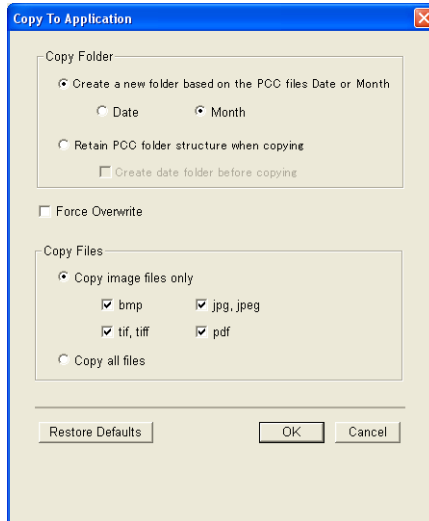 Copy To Application
Copy Folder
Create a new folder based on the PCC files Date or Month
Date Month
Retain PCC folder structure when copying
Create date folder before copying
Force Overwrite
Copy Files
Copy image files only
bmp jpg, jpeg
tif, tiff pdf
Copy all files
Restore Defaults OK Cancel